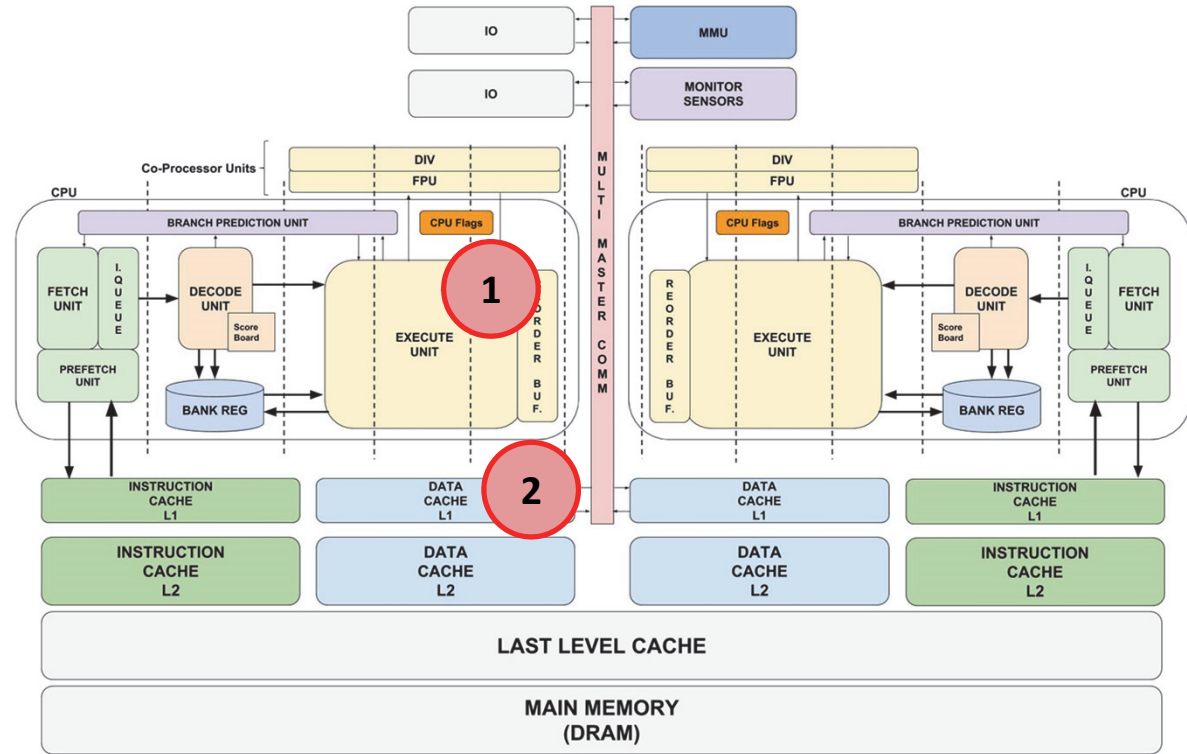 IO
MMU
IO
MONITOR
SENSORS
MULTI MASTER COMM
Co-Processor Units
DIV
FPU
DIV
FPU
CPU
CPU
BRANCH PREDICTION UNIT
CPU Flags
CPU Flags
BRANCH PREDICTION UNIT
FETCH
UNIT
I.QUEUE
DECODE
UNIT
Score
Board
PREFETCH
UNIT
BANK REG
EXECUTE
UNIT
1
ORDER BUF.
REORDER BUF.
EXECUTE
UNIT
DECODE
UNIT
Score
Board
I.QUEUE
FETCH
UNIT
PREFETCH
UNIT
BANK REG
INSTRUCTION
CACHE
L1
DATA
CACHE
L1
2
DATA
CACHE
L1
INSTRUCTION
CACHE
L1
INSTRUCTION
CACHE
L2
DATA
CACHE
L2
DATA
CACHE
L2
INSTRUCTION
CACHE
L2
LAST LEVEL CACHE
MAIN MEMORY
(DRAM)